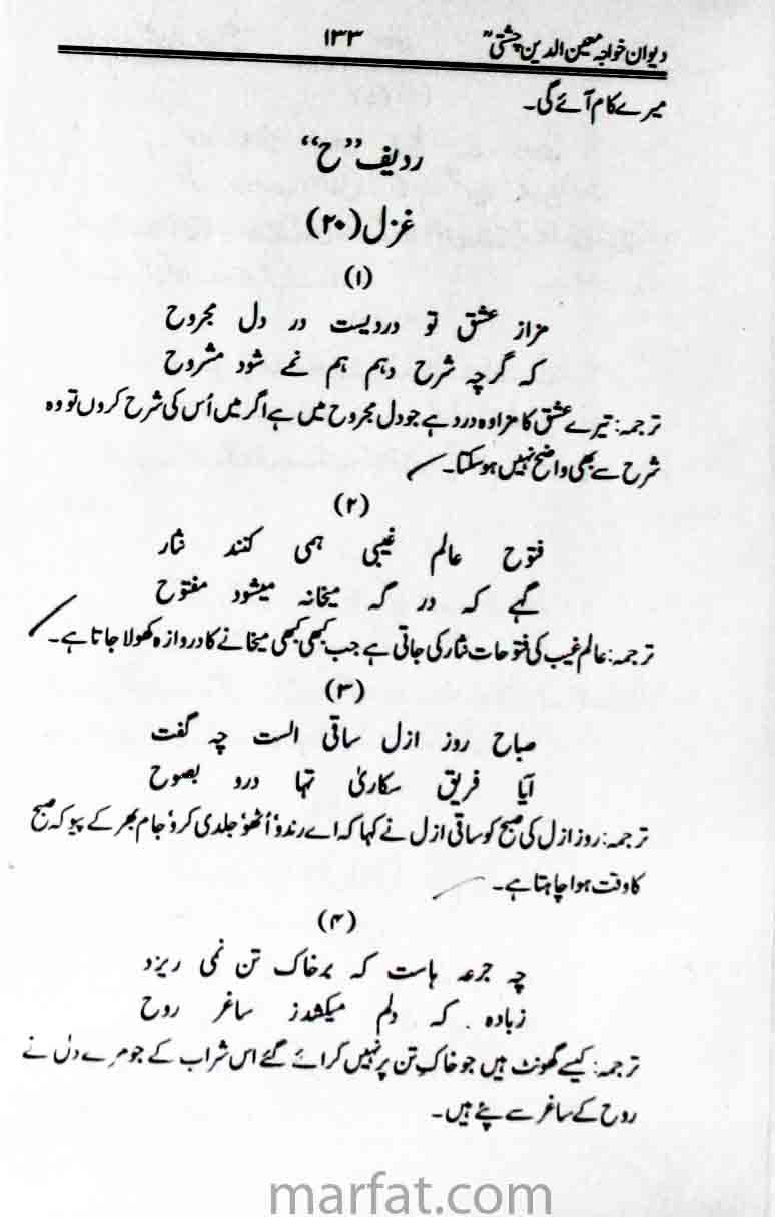 دیوان خواجہ معین الدین چشتیؒ ۱۳۳
میرے کام آئے گی۔
ردیف ”ح“
غزل (۲۰)
(۱)
مزاز عشق تو دردیست در دل مجروح
کہ گرچہ شرح دہم ہم نمے شود مشروح
ترجمہ: تیرے عشق کا مزا وہ درد ہے جو دل مجروح میں ہے اگر میں اُس کی شرح کروں تو وہ
شرح سے بھی واضح نہیں ہو سکتا۔
(۲)
فتوح عالم غیبی ہمی کنند نثار
گہے کہ در گہ میخانہ میشود مفتوح
ترجمہ: عالم غیب کی فتوحات نثار کی جاتی ہے جب کبھی کبھی میخانے کا دروازہ کھولا جاتا ہے۔
(۳)
صباح روز ازل ساقی الست چہ گفت
ایا فریق سکاریٰ تہا درو بصوح
ترجمہ: روز ازل کی صبح کو ساقی ازل نے کہا کہ اے رندو اُٹھو جلدی کرو جام بھر کے پیو کہ صبح
کا وقت ہوا چاہتا ہے۔
(۴)
چہ جرعہ ہاست کہ برخاک تن نمی ریزد
زبادہ کہ دلم میکشدز ساغر روح
ترجمہ: کیسے گھونٹ ہیں جو خاکِ تن پر نہیں گرائے گئے اس شراب کے جو مرے دل نے
روح کے ساغر سے پئے ہیں۔
marfat.com